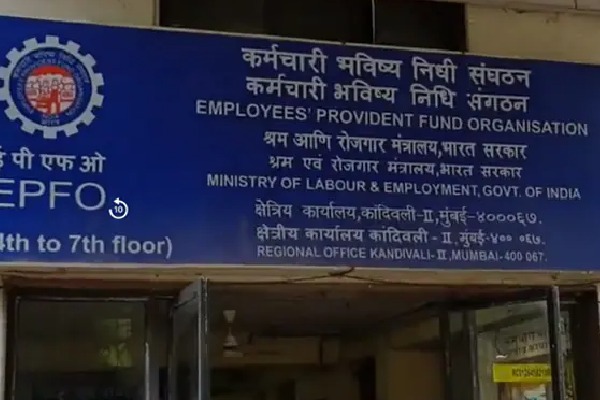 कर्मचारी भविष्य निधी संघठन
कर्मचारी भविष्य निधि संगठन
EMPLOYEES' PROVIDENT FUND ORGANISATION
श्रम आणि रोजगार मंत्रालय,भारत सरकार
श्रम एवं रोजगार मंत्रालय,भारत सरकार
MINISTRY OF LABOUR & EMPLOYMENT, GOVT. OF INDIA
क्षेत्रिय कार्यालय,कांदिवली-II,मुंबई-४०००६७.
क्षेत्रीय कार्यालय कांदिवली - II, मुंबई-४०० ०६७.
REGIONAL OFFICE KANDIVALI-II,MUMBAI-400 067.
ई पी एफ ओ
EPFO
10
4th to 7th floor)